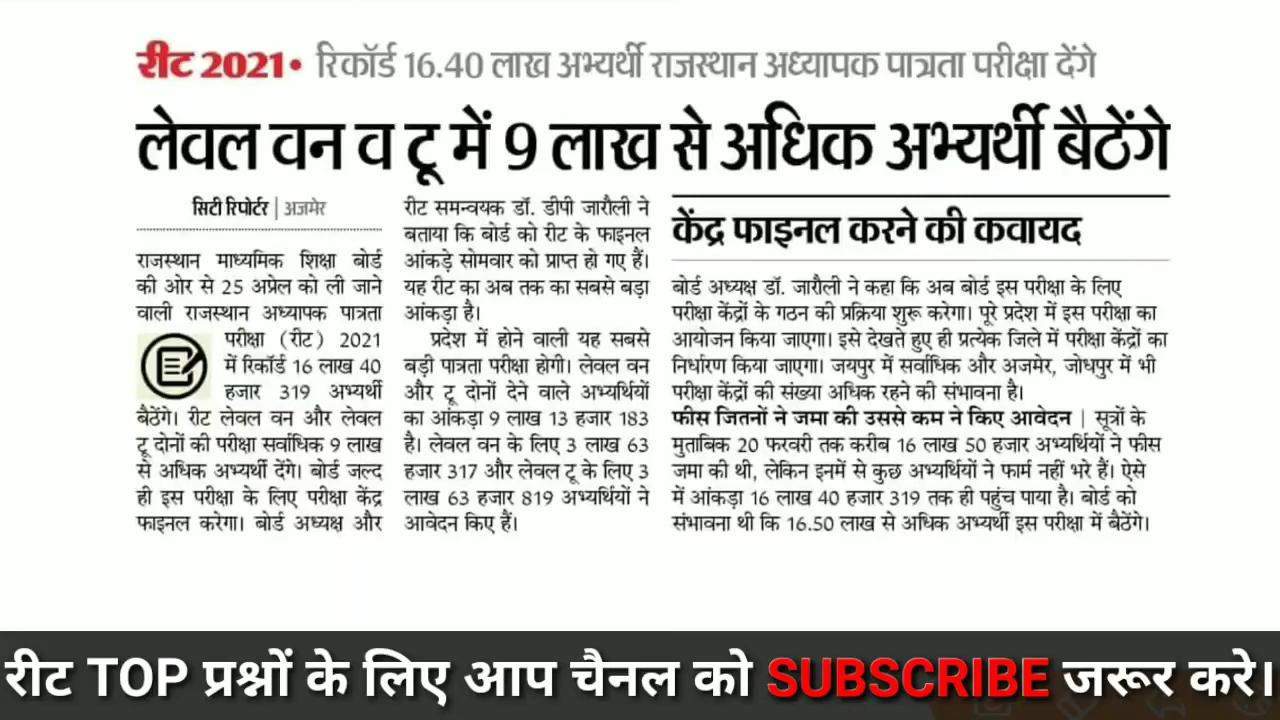 रीट 2021• रिकॉर्ड 16.40 लाख अभ्यर्थी राजस्थान अध्यापक पात्रता परीक्षा देंगे
लेवल वन व टू में 9 लाख से अधिक अभ्यर्थी बैठेंगे
सिटी रिपोर्टर | अजमेर
राजस्थान माध्यमिक शिक्षा बोर्ड
की ओर से 25 अप्रेल को ली जाने
वाली राजस्थान अध्यापक पात्रता
परीक्षा (रीट) 2021
में रिकॉर्ड 16 लाख 40
हजार 319 अभ्यर्थी
बैठेंगे। रीट लेवल वन और लेवल
टू दोनों की परीक्षा सर्वाधिक 9 लाख
से अधिक अभ्यर्थी देंगे। बोर्ड जल्द
ही इस परीक्षा के लिए परीक्षा केंद्र
फाइनल करेगा। बोर्ड अध्यक्ष और
रीट समन्वयक डॉ. डीपी जारौली ने
बताया कि बोर्ड को रीट के फाइनल
आंकड़े सोमवार को प्राप्त हो गए हैं।
यह रीट का अब तक का सबसे बड़ा
आंकड़ा है।
प्रदेश में होने वाली यह सबसे
बड़ी पात्रता परीक्षा होगी। लेवल वन
और टू दोनों देने वाले अभ्यर्थियों
का आंकड़ा 9 लाख 13 हजार 183
है। लेवल वन के लिए 3 लाख 63
हजार 317 और लेवल टू के लिए 3
लाख 63 हजार 819 अभ्यर्थियों ने
आवेदन किए हैं।
केंद्र फाइनल करने की कवायद
बोर्ड अध्यक्ष डॉ. जारौली ने कहा कि अब बोर्ड इस परीक्षा के लिए
परीक्षा केंद्रों के गठन की प्रक्रिया शुरू करेगा। पूरे प्रदेश में इस परीक्षा का
आयोजन किया जाएगा। इसे देखते हुए ही प्रत्येक जिले में परीक्षा केंद्रों का
निर्धारण किया जाएगा। जयपुर में सर्वाधिक और अजमेर, जोधपुर में भी
परीक्षा केंद्रों की संख्या अधिक रहने की संभावना है।
फीस जितनों ने जमा की उससे कम ने किए आवेदन | सूत्रों के
मुताबिक 20 फरवरी तक करीब 16 लाख 50 हजार अभ्यर्थियों ने फीस
जमा की थी, लेकिन इनमें से कुछ अभ्यर्थियों ने फार्म नहीं भरे हैं। ऐसे
में आंकड़ा 16 लाख 40 हजार 319 तक ही पहुंच पाया है। बोर्ड को
संभावना थी कि 16.50 लाख से अधिक अभ्यर्थी इस परीक्षा में बैठेंगे।
रीट TOP प्रश्नों के लिए आप चैनल को SUBSCRIBE जरूर करे।